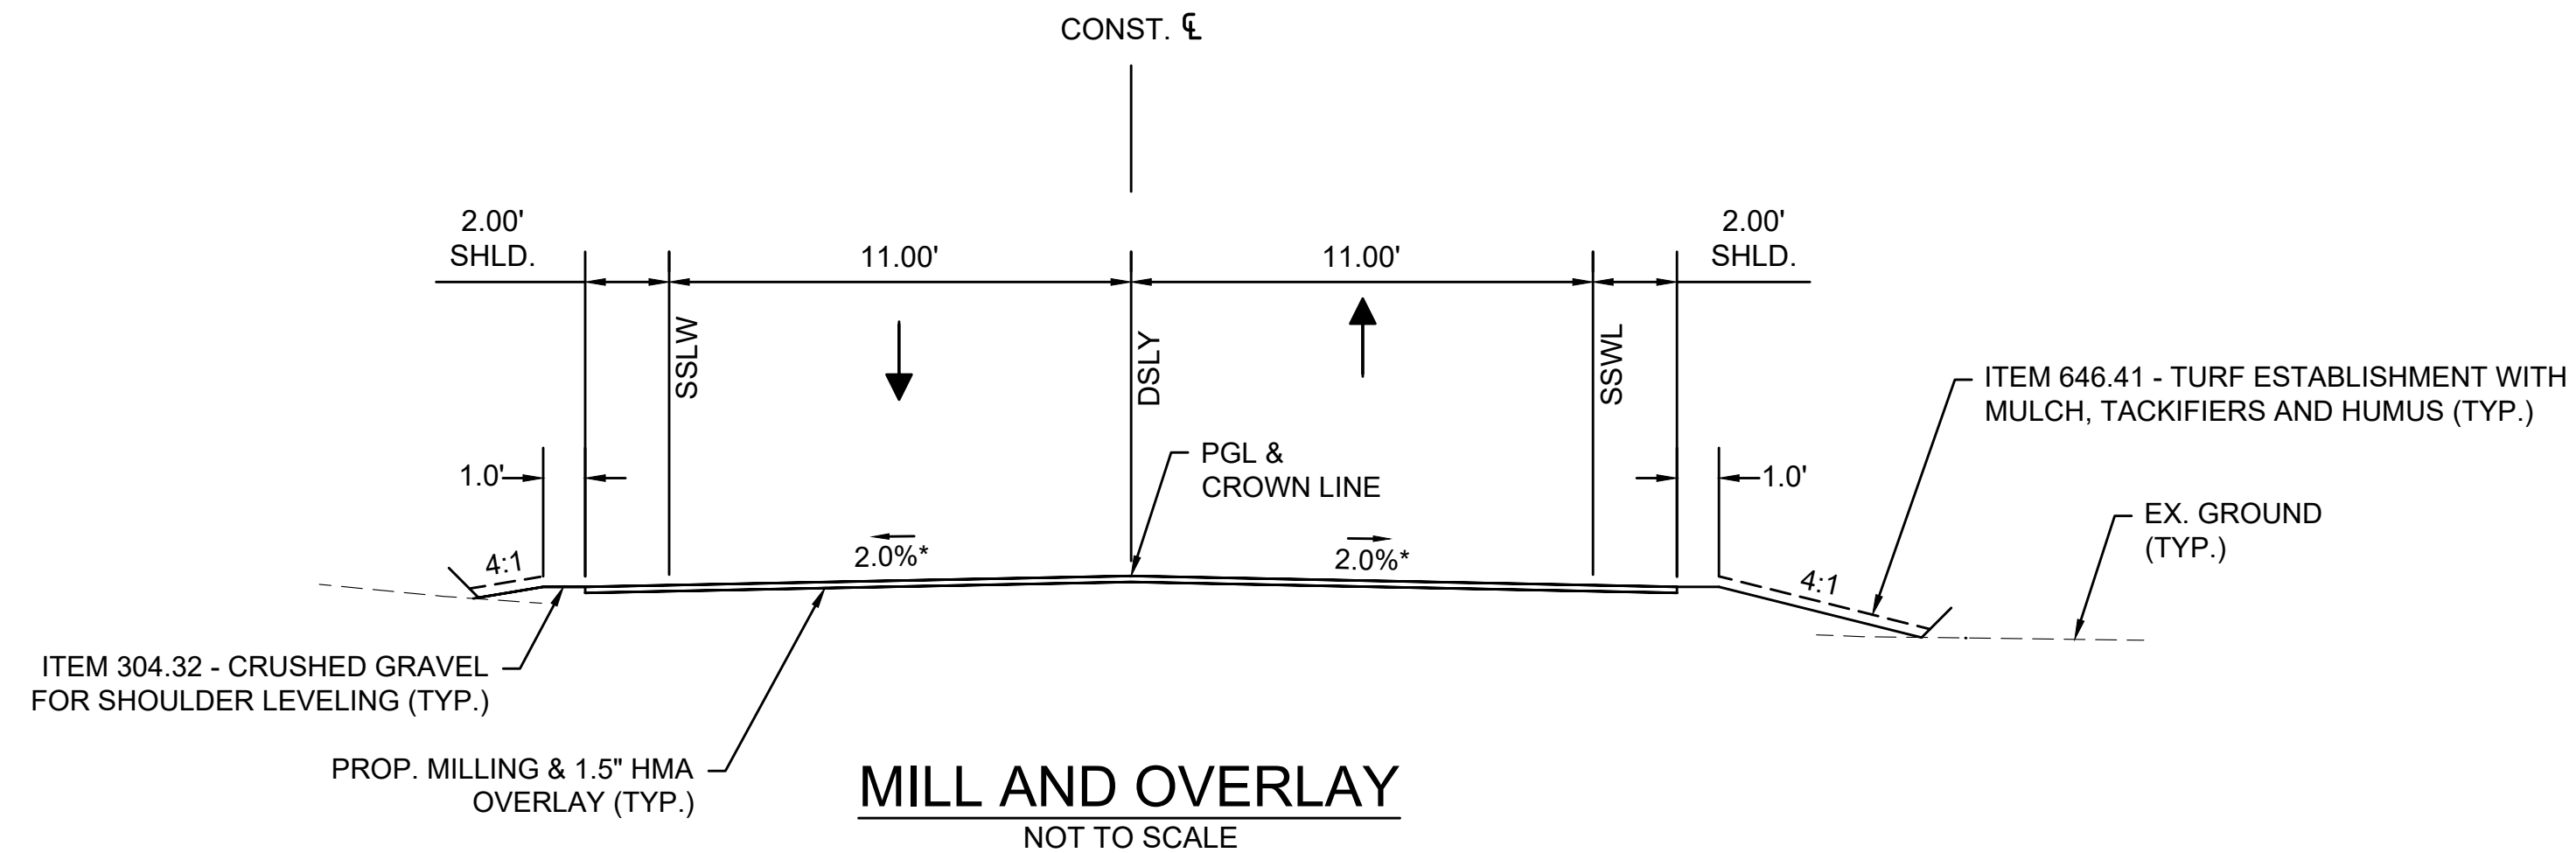 CONST. ℄
2.00'
SHLD.
11.00'
11.00'
2.00'
SHLD.
SSLW
DSLY
SSWL
ITEM 646.41 - TURF ESTABLISHMENT WITH
MULCH, TACKIFIERS AND HUMUS (TYP.)
1.0'
PGL &
CROWN LINE
1.0'
EX. GROUND
(TYP.)
4:1
2.0%*
2.0%*
4:1
ITEM 304.32 - CRUSHED GRAVEL
FOR SHOULDER LEVELING (TYP.)
PROP. MILLING & 1.5" HMA
OVERLAY (TYP.)
MILL AND OVERLAY
NOT TO SCALE